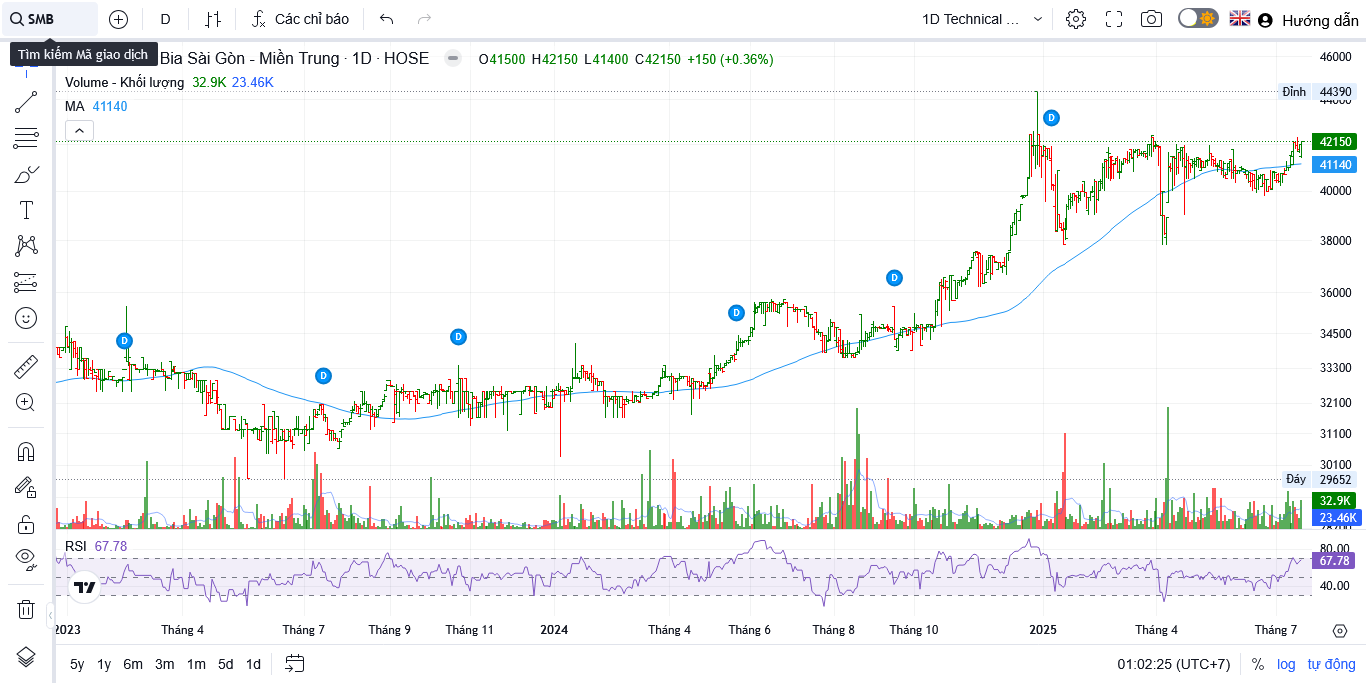 SMB
D
Các chỉ báo
1D Technical ...
Hướng dẫn
Tìm kiếm Mã giao dịch
Bia Sài Gòn - Miền Trung · 1D · HOSE
O41500 H42150 L41400 C42150 +150 (+0.36%)
Volume - Khối lượng 32.9K 23.46K
MA 41140
46000
Đỉnh 44390
44000
42150
41140
40000
38000
36000
34500
33300
32100
31100
30100
Đáy 29652
32.9K
23.46K
D
D
D
D
D
D
RSI 67.78
80.00
67.78
40.00
2023
Tháng 4
Tháng 7
Tháng 9
Tháng 11
2024
Tháng 4
Tháng 6
Tháng 8
Tháng 10
2025
Tháng 4
Tháng 7
5y 1y 6m 3m 1m 5d 1d
01:02:25 (UTC+7)
% log tự động